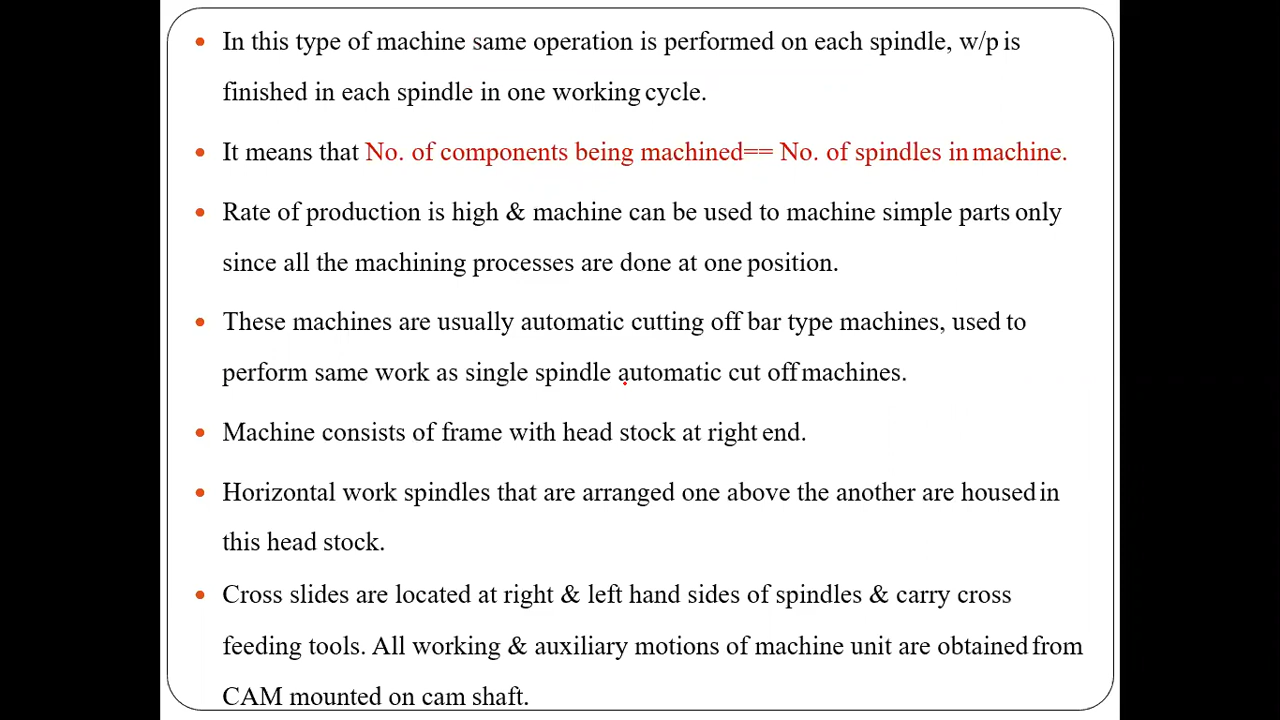 • In this type of machine same operation is performed on each spindle, w/p is
finished in each spindle in one working cycle.
• It means that No. of components being machined== No. of spindles in machine.
• Rate of production is high & machine can be used to machine simple parts only
since all the machining processes are done at one position.
• These machines are usually automatic cutting off bar type machines, used to
perform same work as single spindle automatic cut off machines.
• Machine consists of frame with head stock at right end.
• Horizontal work spindles that are arranged one above the another are housed in
this head stock.
• Cross slides are located at right & left hand sides of spindles & carry cross
feeding tools. All working & auxiliary motions of machine unit are obtained from
CAM mounted on cam shaft.